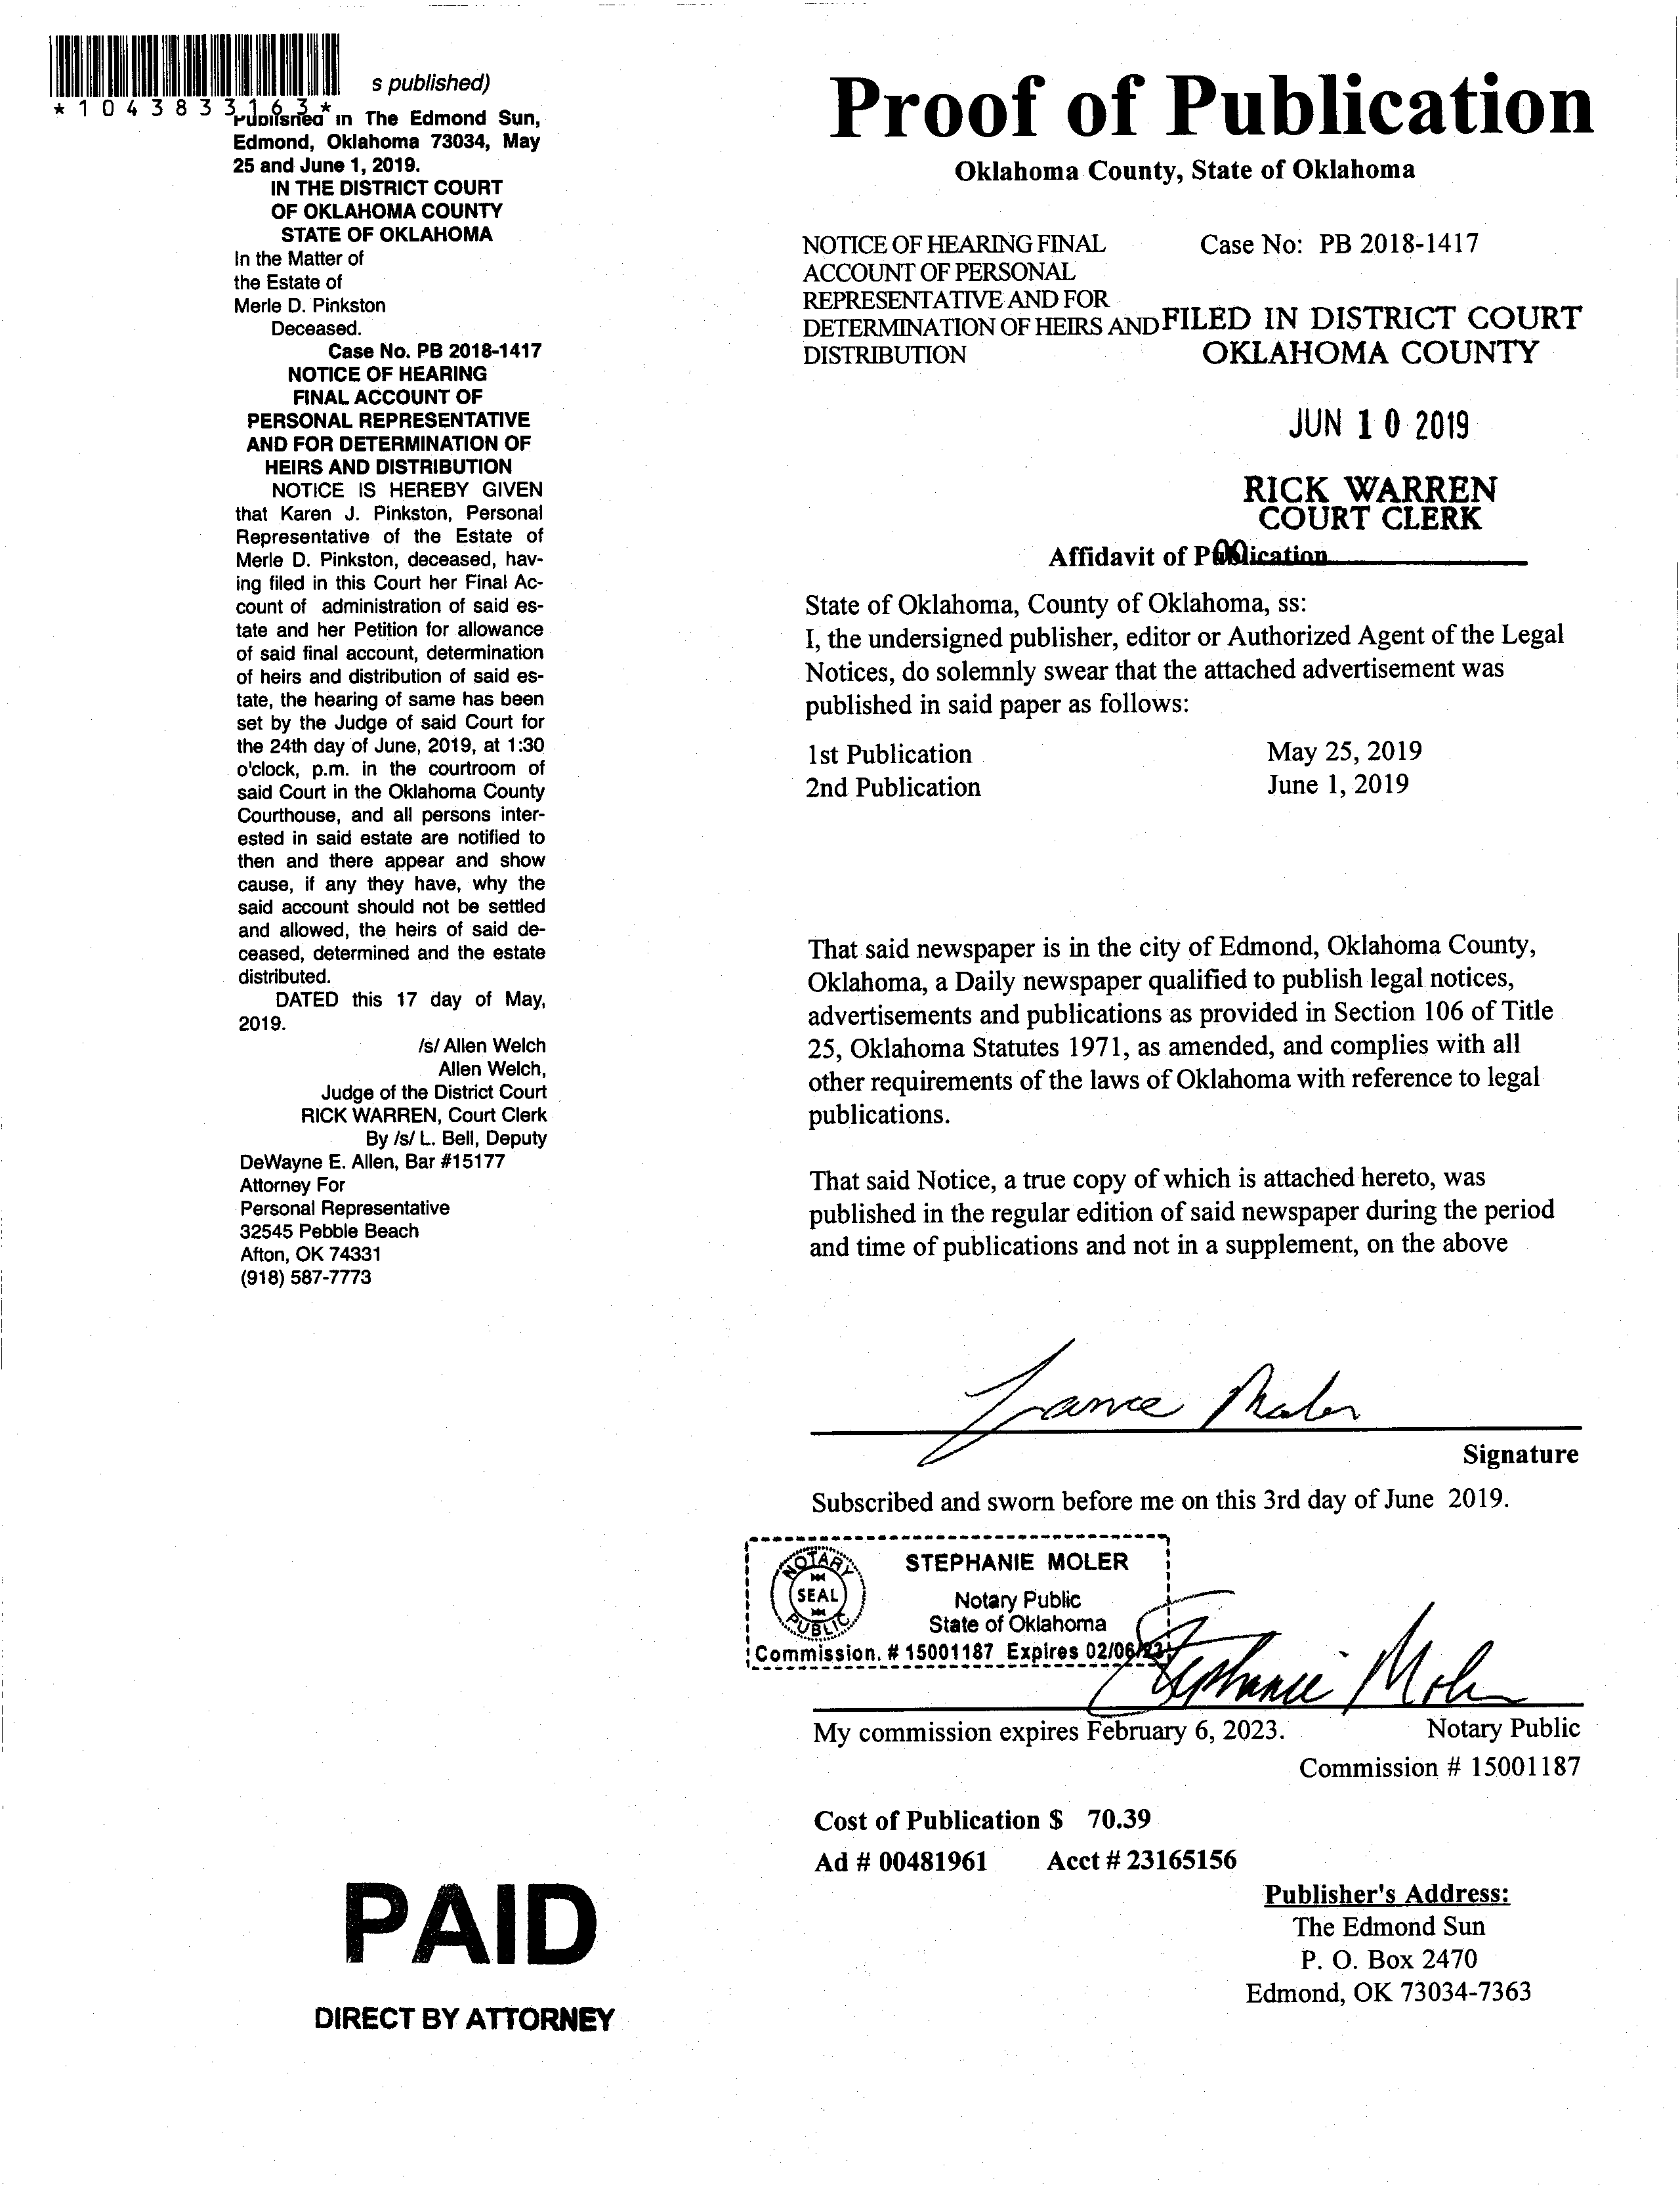 s published)
*1043833163*
Published in The Edmond Sun,
Edmond, Oklahoma 73034, May
25 and June 1, 2019.
IN THE DISTRICT COURT
OF OKLAHOMA COUNTY
STATE OF OKLAHOMA
In the Matter of
the Estate of
Merle D. Pinkston
Deceased.
Case No. PB 2018-1417
NOTICE OF HEARING
FINAL ACCOUNT OF
PERSONAL REPRESENTATIVE
AND FOR DETERMINATION OF
HEIRS AND DISTRIBUTION
NOTICE IS HEREBY GIVEN
that Karen J. Pinkston, Personal
Representative of the Estate of
Merle D. Pinkston, deceased, hav-
ing filed in this Court her Final Ac-
count of administration of said es-
tate and her Petition for allowance
of said final account, determination
of heirs and distribution of said es-
tate, the hearing of same has been
set by the Judge of said Court for
the 24th day of June, 2019, at 1:30
o'clock, p.m. in the courtroom of
said Court in the Oklahoma County
Courthouse, and all persons inter-
ested in said estate are notified to
then and there appear and show
cause, if any they have, why the
said account should not be settled
and allowed, the heirs of said de-
ceased, determined and the estate
distributed.
DATED this 17 day of May,
2019.
/s/ Allen Welch
Allen Welch,
Judge of the District Court
RICK WARREN, Court Clerk
By /s/ L. Bell, Deputy
DeWayne E. Allen, Bar #15177
Attorney For
Personal Representative
32545 Pebble Beach
Afton, OK 74331
(918) 587-7773
PAID
DIRECT BY ATTORNEY
Proof of Publication
Oklahoma County, State of Oklahoma
NOTICE OF HEARING FINAL
ACCOUNT OF PERSONAL
REPRESENTATIVE AND FOR
DETERMINATION OF HEIRS AND
DISTRIBUTION
Case No: PB 2018-1417
FILED IN DISTRICT COURT
OKLAHOMA COUNTY
JUN 10 2019
RICK WARREN
COURT CLERK
Affidavit of Publication
State of Oklahoma, County of Oklahoma, ss:
I, the undersigned publisher, editor or Authorized Agent of the Legal
Notices, do solemnly swear that the attached advertisement was
published in said paper as follows:
1st Publication May 25, 2019
2nd Publication June 1, 2019
That said newspaper is in the city of Edmond, Oklahoma County,
Oklahoma, a Daily newspaper qualified to publish legal notices,
advertisements and publications as provided in Section 106 of Title
25, Oklahoma Statutes 1971, as amended, and complies with all
other requirements of the laws of Oklahoma with reference to legal
publications.
That said Notice, a true copy of which is attached hereto, was
published in the regular edition of said newspaper during the period
and time of publications and not in a supplement, on the above
Signature
Subscribed and sworn before me on this 3rd day of June 2019.
NOTARY
SEAL
PUBLIC
STEPHANIE MOLER
Notary Public
State of Oklahoma
Commission. # 15001187 Expires 02/06/23
Stephanie Moler
My commission expires February 6, 2023. Notary Public
Commission # 15001187
Cost of Publication $ 70.39
Ad # 00481961 Acct # 23165156
Publisher's Address:
The Edmond Sun
P. O. Box 2470
Edmond, OK 73034-7363